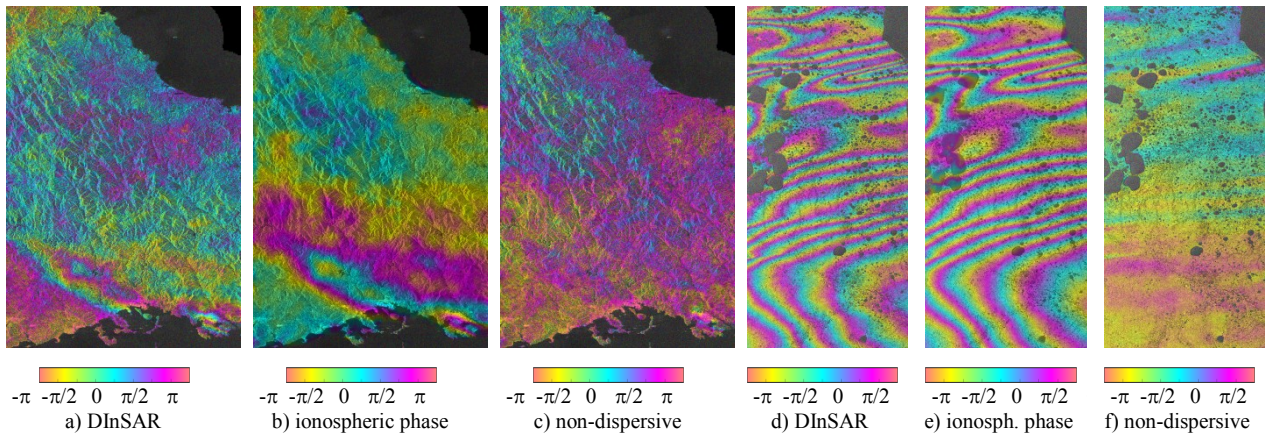 -π -π/2 0 π/2 π
a) DInSAR
-π -π/2 0 π/2 π
b) ionospheric phase
-π -π/2 0 π/2 π
c) non-dispersive
-π -π/2 0 π/2
d) DInSAR
-π -π/2 0 π/2
e) ionosph. phase
-π -π/2 0 π/2
f) non-dispersive